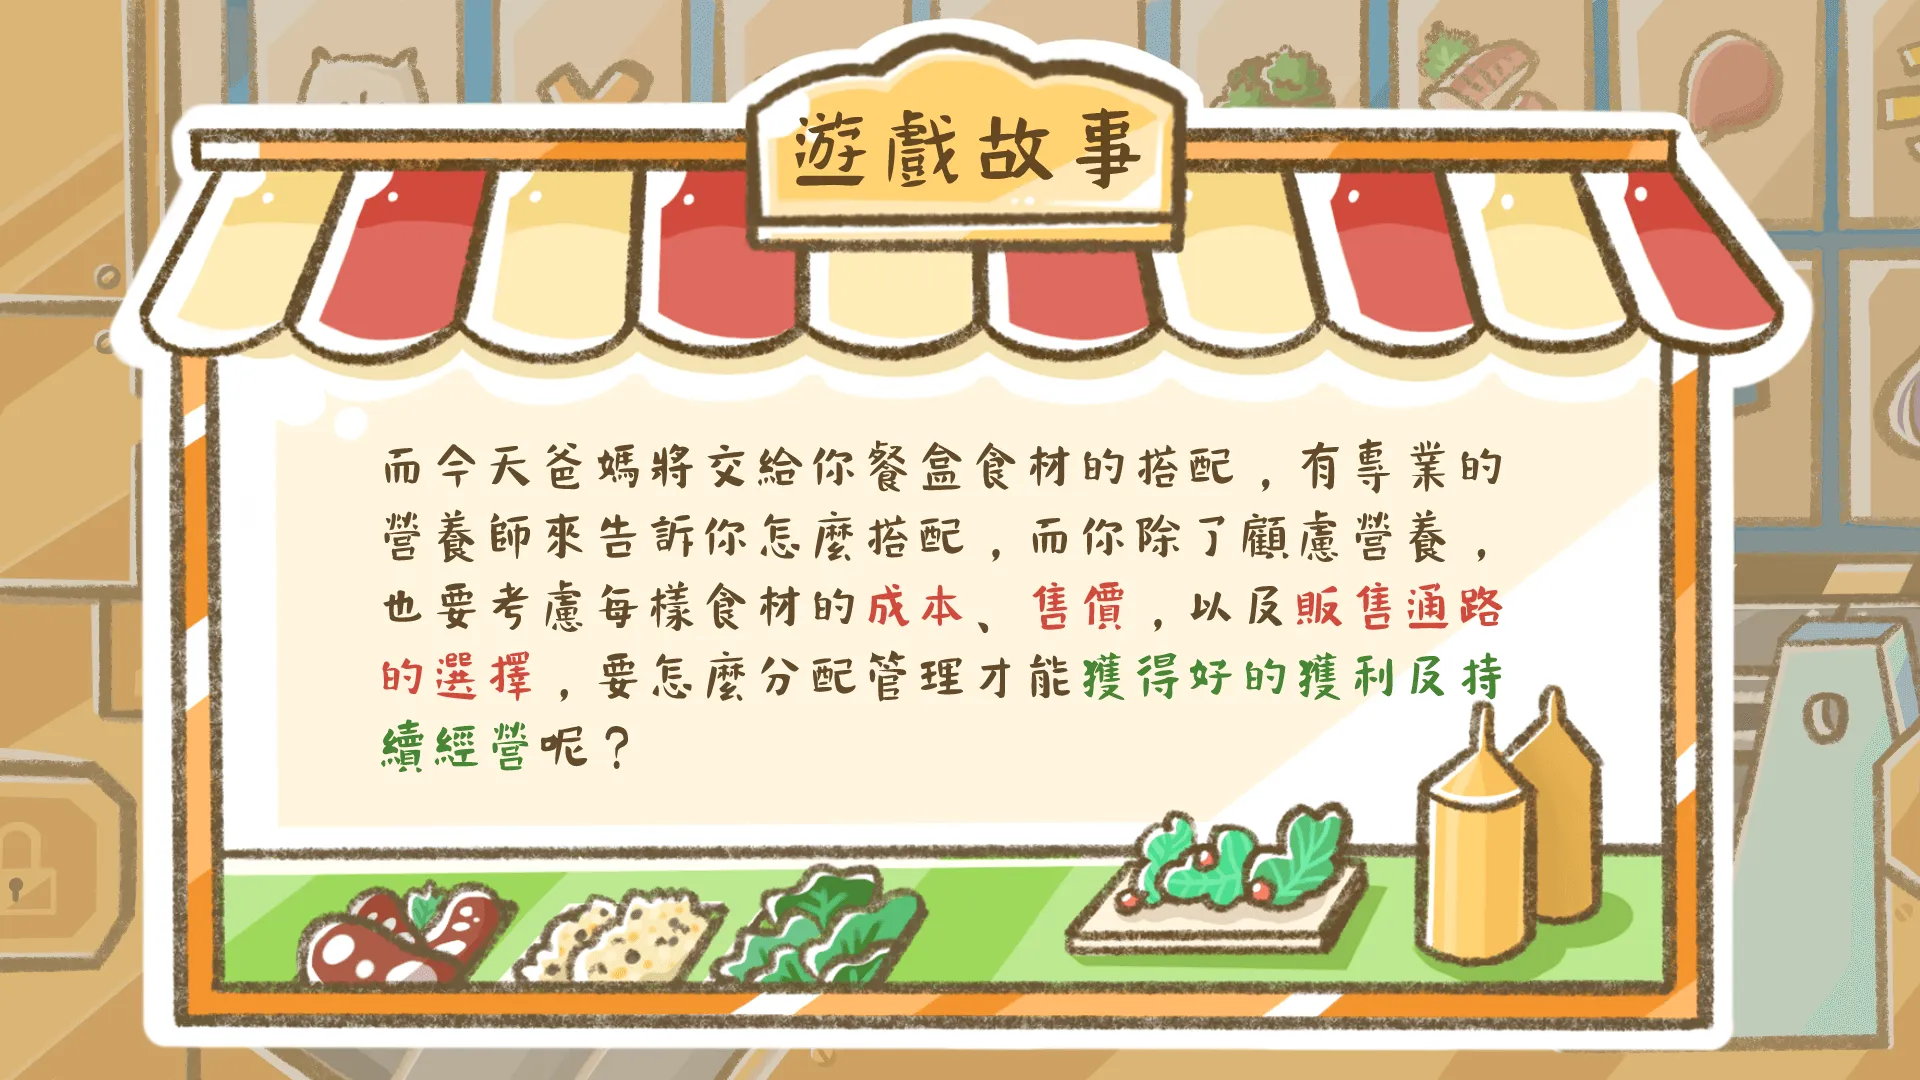 遊戲故事
而今天爸媽將交給你餐盒食材的搭配，有專業的
營養師來告訴你怎麼搭配，而你除了顧慮營養，
也要考慮每樣食材的成本、售價，以及販售通路
的選擇，要怎麼分配管理才能獲得好的獲利及持
續經營呢？